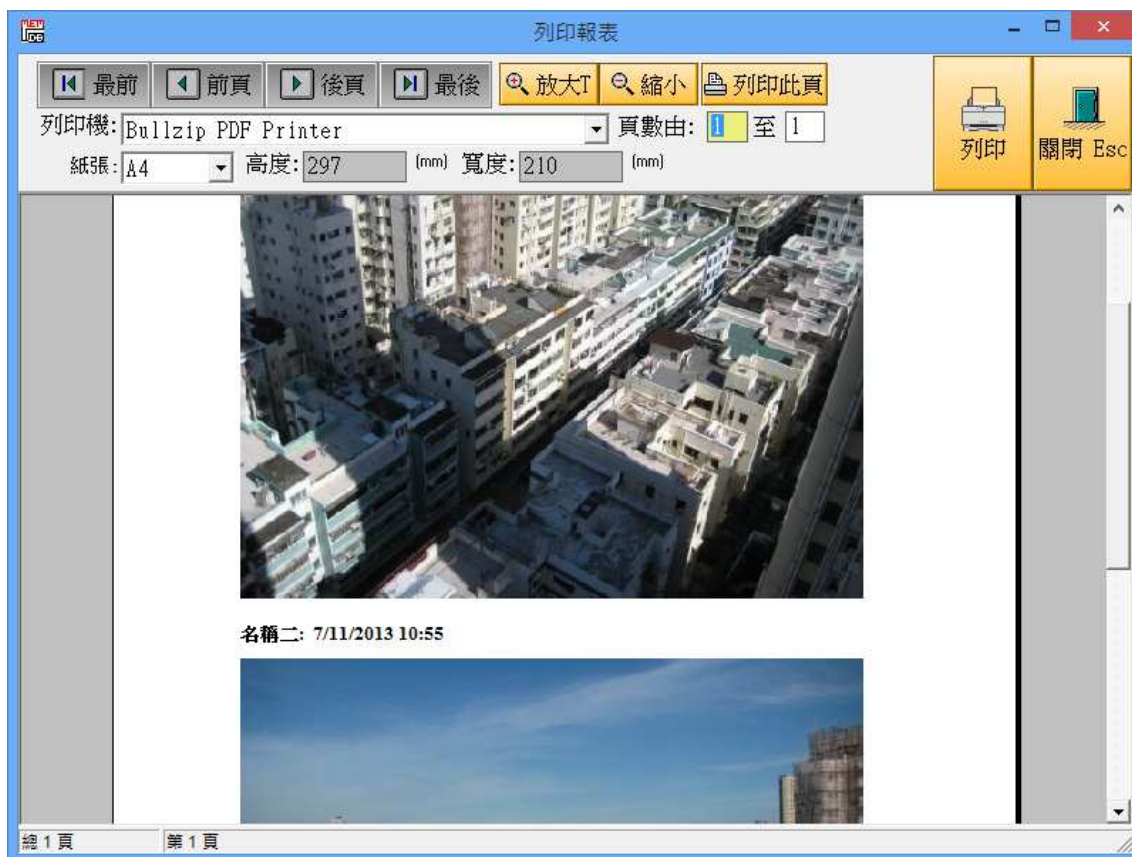 列印報表
最前 前頁 後頁 最後 放大T 縮小 列印此頁
列印機: Bullzip PDF Printer 頁數由: 1 至 1
紙張: A4 高度: 297 (mm) 寬度: 210 (mm)
列印 關閉 Esc
名稱二: 7/11/2013 10:55
總 1 頁 第 1 頁